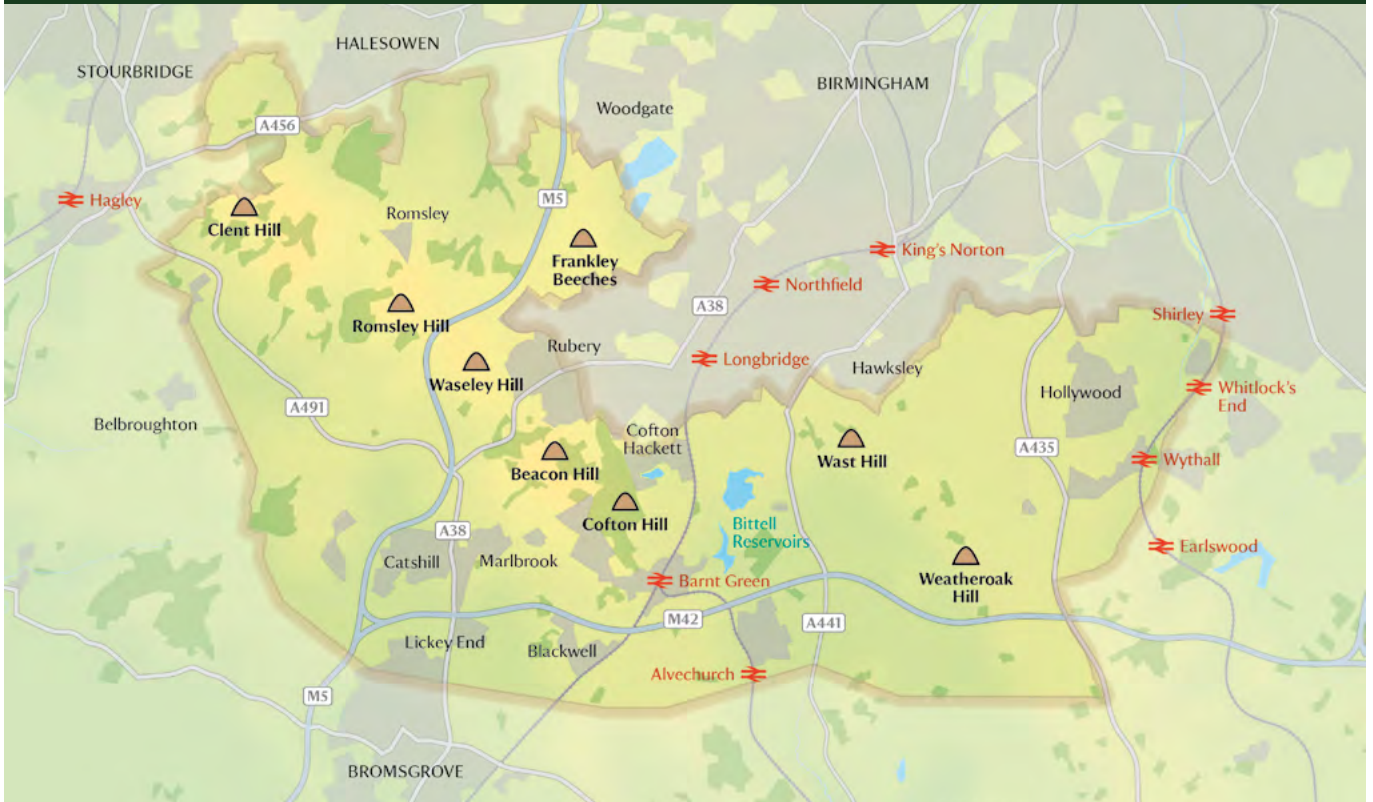 HALESOWEN
STOURBRIDGE
BIRMINGHAM
Woodgate
A456
Hagley
M5
Clent Hill
Romsley
Frankley
Beeches
King's Norton
Northfield
A38
Romsley Hill
Shirley
Rubery
Longbridge
Waseley Hill
Hawksley
Whitlock's
End
Hollywood
A491
Belbroughton
Cofton
Hackett
A435
Wast Hill
Wythall
Beacon Hill
Cofton Hill
Bittell
Reservoirs
A38
Earlswood
Catshill
Marlbrook
Barnt Green
Weatheroak
Hill
M42
A441
Lickey End
Blackwell
Alvechurch
M5
BROMSGROVE